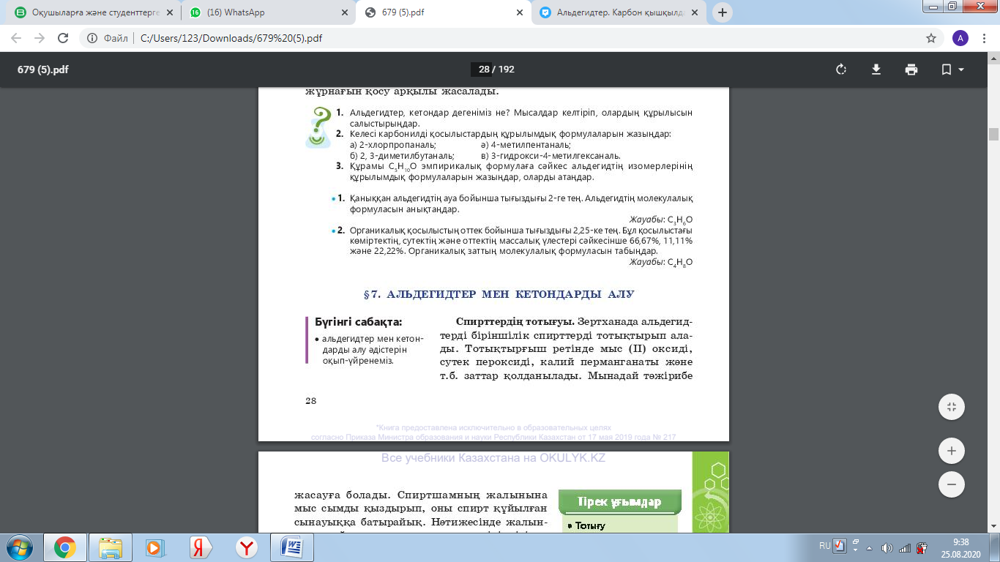 Оқушыларға және студенттерге
(16) WhatsApp
679 (5).pdf
Альдегидтер. Карбон қышқылд
Файл
C:/Users/123/Downloads/679%20(5).pdf
A
679 (5).pdf
28 / 192
жұрнағын қосу арқылы жасалады.
1. Альдегидтер, кетондар дегеніміз не? Мысалдар келтіріп, олардың құрылысын
салыстырыңдар.
2. Келесі карбонилді қосылыстардың құрылымдық формулаларын жазыңдар:
а) 2-хлорпропаналь; ә) 4-метилпентаналь;
б) 2, 3-диметилбутаналь; в) 3-гидрокси-4-метилгексаналь.
3. Құрамы C₅H₁₀O эмпирикалық формулаға сәйкес альдегидтің изомерлерінің
құрылымдық формулаларын жазыңдар, оларды атаңдар.
• 1. Қаныққан альдегидтің ауа бойынша тығыздығы 2-ге тең. Альдегидтің молекулалық
формуласын анықтаңдар.
Жауабы: C₃H₆O
• 2. Органикалық қосылыстың оттек бойынша тығыздығы 2,25-ке тең. Бұл қосылыстағы
көміртектің, сутектің және оттектің массалық үлестері сәйкесінше 66,67%, 11,11%
және 22,22%. Органикалық заттың молекулалық формуласын табыңдар.
Жауабы: C₄H₈O
§ 7. АЛЬДЕГИДТЕР МЕН КЕТОНДАРДЫ АЛУ
Бүгінгі сабақта:
• альдегидтер мен кетон-
дарды алу әдістерін
оқып-үйренеміз.
Спирттердің тотығуы. Зертханада альдегид-
терді біріншілік спирттерді тотықтырып ала-
ды. Тотықтырғыш ретінде мыс (II) оксиді,
сутек пероксиді, калий перманганаты және
т.б. заттар қолданылады. Мынадай тәжірибе
28
*Книга предоставлена исключительно в образовательных целях
согласно Приказа Министра образования и науки Республики Казахстан от 17 мая 2019 года № 217
Все учебники Казахстана на OKULYK.KZ
жасауға болады. Спиртшамның жалынына
мыс сымды қыздырып, оны спирт құйылған
сынауыққа батырайық. Нәтижесінде жалын-
Тірек ұғымдар
• Тотығу
RU
9:38
25.08.2020